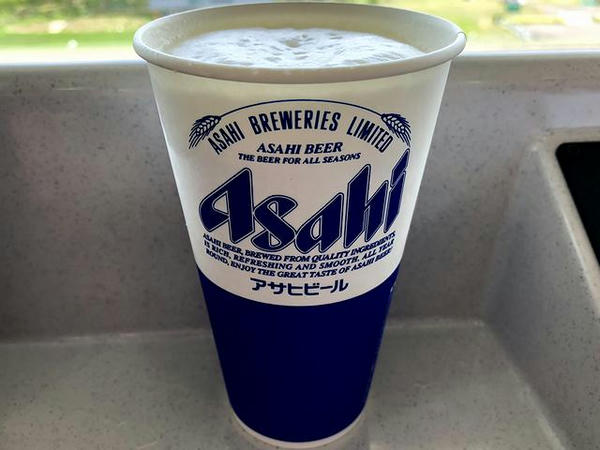 ASAHI BREWERIES LIMITED
ASAHI BEER
THE BEER FOR ALL SEASONS
Asahi
ASAHI BEER, BREWED FROM QUALITY INGREDIENTS
IS RICH, REFRESHING AND SMOOTH. ALL YEAR
ROUND, ENJOY THE GREAT TASTE OF ASAHI BEER
アサヒビール